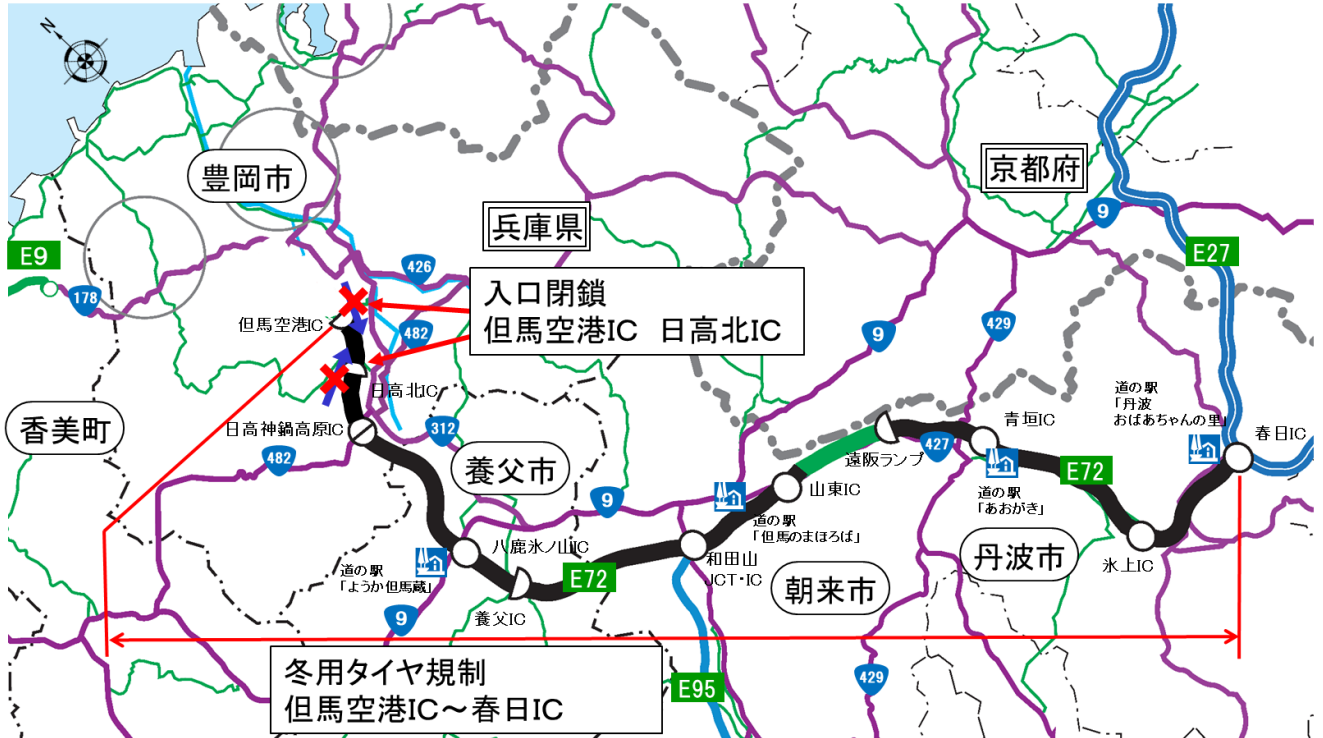 N
豊岡市
兵庫県
京都府
E9
178
426
9
E27
入口閉鎖
但馬空港IC 日高北IC
但馬空港IC
482
9
429
日高北IC
香美町
日高神鍋高原IC
312
482
養父市
9
道の駅
「丹波
おばあちゃんの里」
春日IC
青垣IC
427
遠阪ランプ
E72
山東IC
道の駅
「あおがき」
道の駅
「但馬のまほろば」
八鹿氷ノ山IC
道の駅
「ようか但馬蔵」
E72
和田山
JCT・IC
丹波市
氷上IC
朝来市
養父IC
9
冬用タイヤ規制
但馬空港IC～春日IC
E95
429